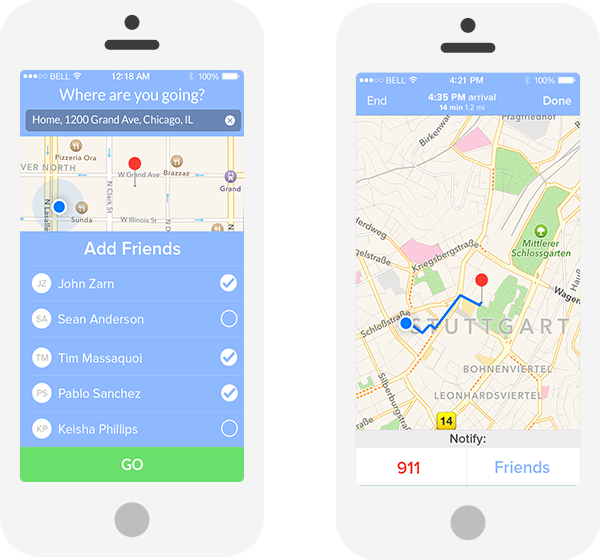 BELL 12:18 AM 100%
Where are you going?
Home, 1200 Grand Ave, Chicago, IL
Pizzeria Ora
VER NORTH
W Grand Ave
Brazzaz
Grand
N Lasalle
N Clark St
N D
Sunda
W Illinois St
Add Friends
JZ John Zarn
SA Sean Anderson
TM Tim Massaquoi
PS Pablo Sanchez
KP Keisha Phillips
GO
BELL 4:21 PM 100%
End
4:35 PM arrival
14 min 1.2 mi
Done
Pragfriedhof
Birkenwal
Mittlerer
Schlossgarten
Herdweg
Kriegsbergstraße
Wagen
Schloßstraße
STUTTGART
BOHNENVIERTEL
Silberburgstraß
LEONHARDSVIERTEL
14
Notify:
911
Friends